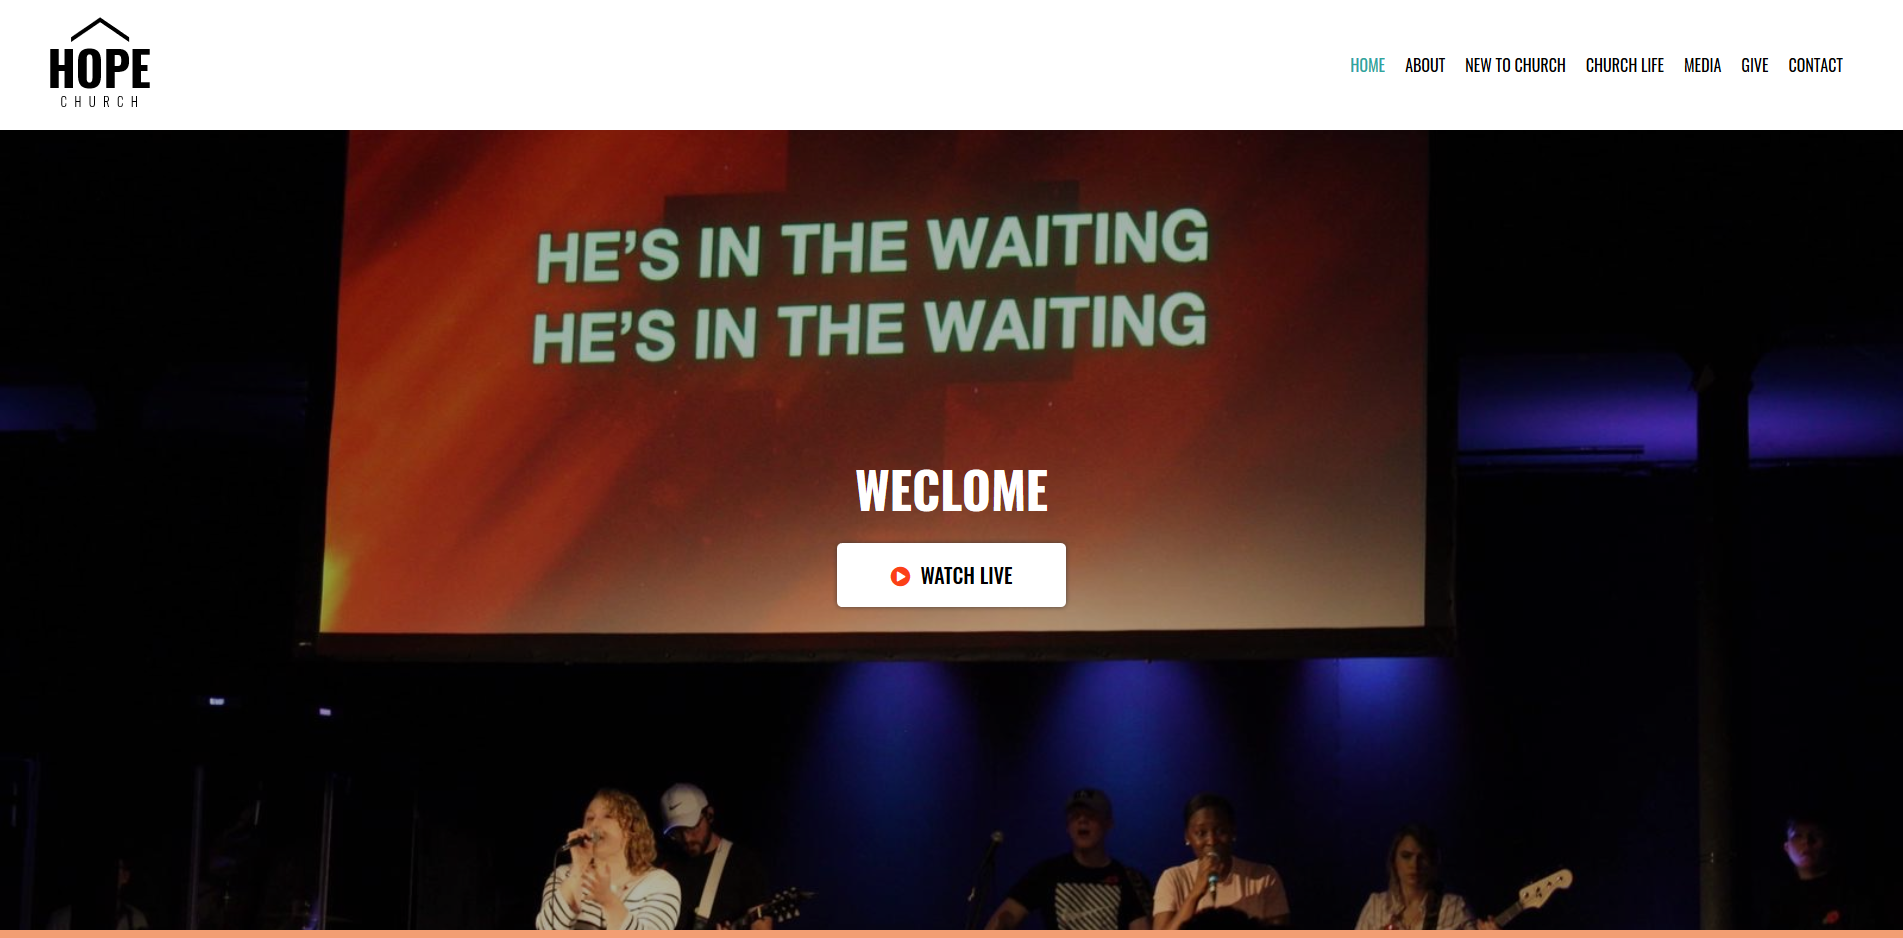 HOPE
CHURCH
HOME ABOUT NEW TO CHURCH CHURCH LIFE MEDIA GIVE CONTACT
HE'S IN THE WAITING
HE'S IN THE WAITING
WECLOME
WATCH LIVE